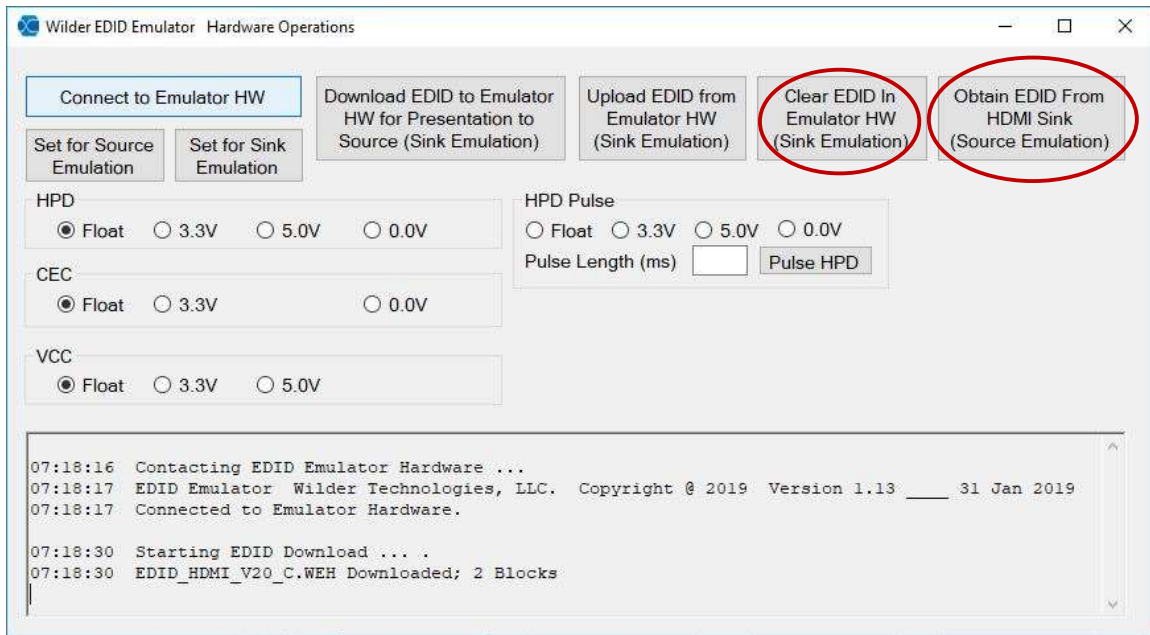 Wilder EDID Emulator   Hardware Operations
Connect to Emulator HW
Download EDID to Emulator
HW for Presentation to
Source (Sink Emulation)
Upload EDID from
Emulator HW
(Sink Emulation)
Clear EDID In
Emulator HW
(Sink Emulation)
Obtain EDID From
HDMI Sink
(Source Emulation)
Set for Source
Emulation
Set for Sink
Emulation
HPD
Float 3.3V 5.0V 0.0V
HPD Pulse
Float 3.3V 5.0V 0.0V
Pulse Length (ms) Pulse HPD
CEC
Float 3.3V 0.0V
VCC
Float 3.3V 5.0V
07:18:16  Contacting EDID Emulator Hardware ...
07:18:17  EDID Emulator  Wilder Technologies, LLC.  Copyright @ 2019  Version 1.13 ____ 31 Jan 2019
07:18:17  Connected to Emulator Hardware.
07:18:30  Starting EDID Download ... .
07:18:30  EDID_HDMI_V20_C.WEH Downloaded; 2 Blocks